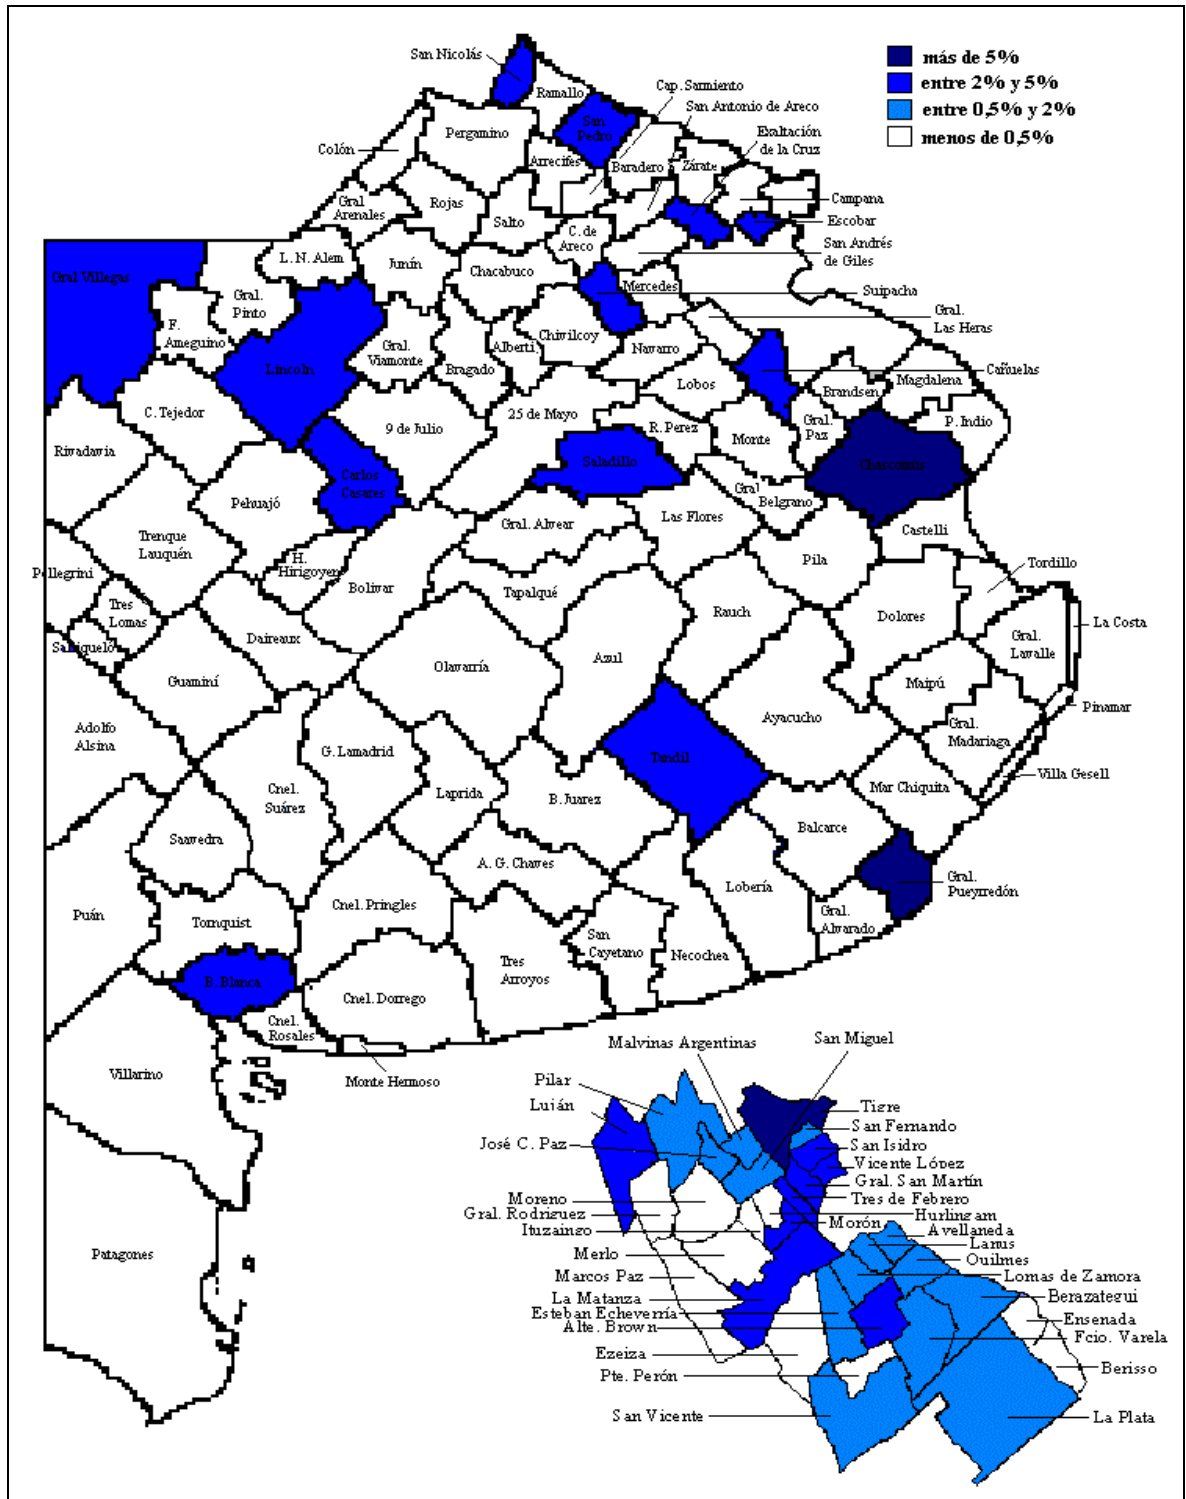 San Nicolás
Ramallo
Cap. Sarmiento
San Antonio de Areco
Exaltación
de la Cruz
más de 5%
entre 2% y 5%
entre 0,5% y 2%
menos de 0,5%
Pergamino
San
Pedro
Colón
Arrecifes
Baradero
Zárate
Campana
Escobar
Gral
Arenales
Rojas
Salto
C. de
Areco
San Andrés
de Giles
L. N. Alem
Junín
Chacabuco
Mercedes
Suipacha
Gral Villegas
Gral.
Pinto
F.
Ameguino
Gral.
Las Heras
Lincoln
Gral.
Viamonte
Bragado
Alberti
Chivilcoy
Navarro
Lobos
Cañuelas
Brandsen
Magdalena
C. Tejedor
9 de Julio
25 de Mayo
R. Perez
Monte
Gral.
Paz
P. Indio
Rivadavia
Pehuajó
Carlos
Casares
Saladillo
Chascomús
Gral
Belgrano
Gral. Alvear
Las Flores
Castelli
Trenque
Lauquén
Pila
Pellegrini
H.
Hirigoyen
Bolivar
Tapalqué
Tordillo
Tres
Lomas
Daireaux
Rauch
Dolores
La Costa
Salliqueló
Gral.
Lavalle
Guaminí
Olavarría
Azul
Maipú
Pinamar
Adolfo
Alsina
Ayacucho
Gral.
Madariaga
G. Lamadrid
Tandil
Villa Gesell
Cnel.
Suárez
Laprida
B. Juarez
Mar Chiquita
Saavedra
Balcarce
A. G. Chaves
Lobería
Gral.
Pueyrredón
Puán
Tornquist
Cnel. Pringles
Gral.
Alvarado
San
Cayetano
Necochea
Tres
Arroyos
B. Blanca
Cnel. Dorrego
Cnel.
Rosales
Villarino
Monte Hermoso
Patagones
Malvinas Argentinas
San Miguel
Pilar
Luján
José C. Paz
Tigre
San Fernando
San Isidro
Vicente López
Gral. San Martín
Tres de Febrero
Hurlingam
Morón
Avellaneda
Lanus
Quilmes
Lomas de Zamora
Berazategui
Ensenada
Fcio. Varela
Berisso
La Plata
Moreno
Gral. Rodriguez
Ituzaingo
Merlo
Marcos Paz
La Matanza
Esteban Echeverría
Alte. Brown
Ezeiza
Pte. Perón
San Vicente